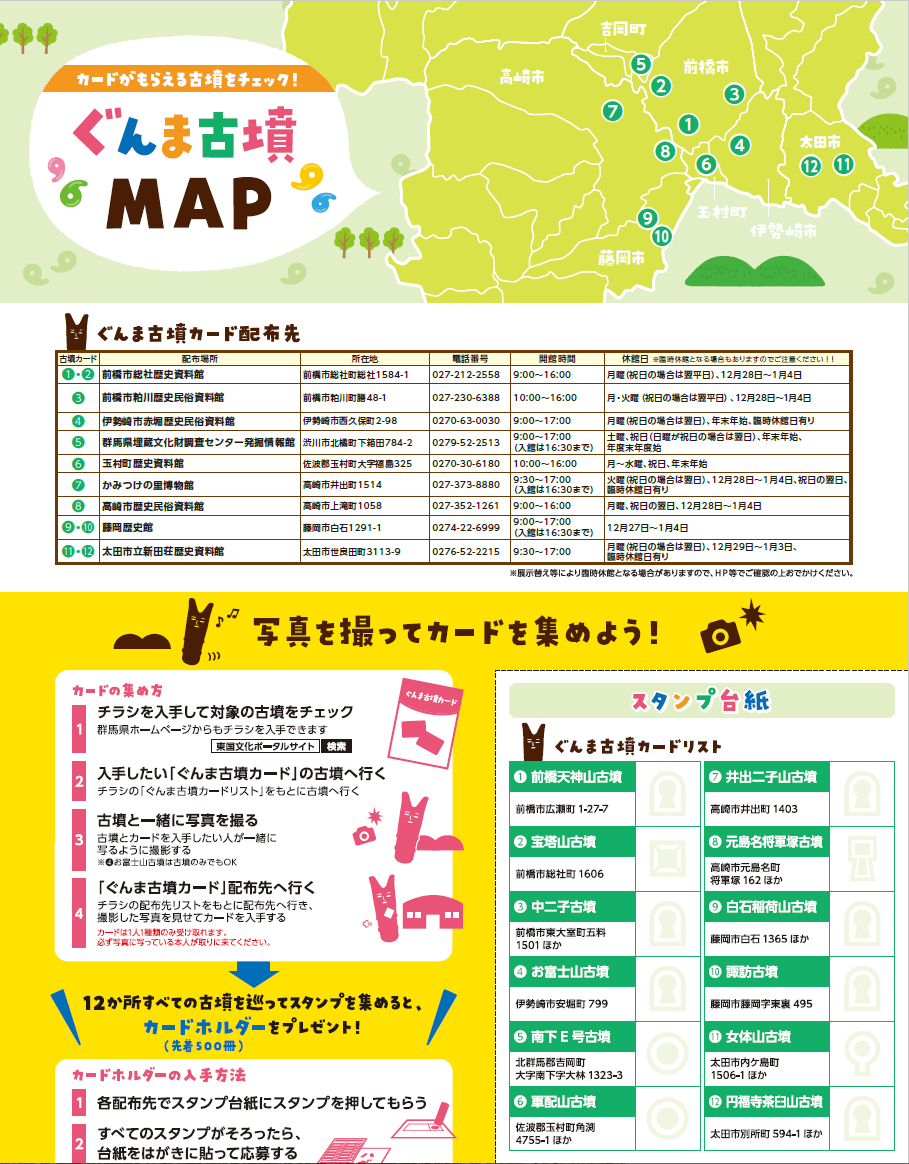 カードがもらえる古墳をチェック!
ぐんま古墳
MAP
吉岡町
高崎市
前橋市
太田市
玉村町
伊勢崎市
藤岡市
5
2
3
7
1
4
8
6
12
11
9
10
ぐんま古墳カード配布先
古墳カード 配布場所 所在地 電話番号 開館時間 休館日 ※臨時休館となる場合もありますのでご注意ください!!
❶・❷ 前橋市総社歴史資料館 前橋市総社町総社1584-1 027-212-2558 9:00〜16:00 月曜(祝日の場合は翌平日)、12月28日〜1月4日
❸ 前橋市粕川歴史民俗資料館 前橋市粕川町膳48-1 027-230-6388 10:00〜16:00 月・火曜(祝日の場合は翌平日)、12月28日〜1月4日
❹ 伊勢崎市赤堀歴史民俗資料館 伊勢崎市西久保町2-98 0270-63-0030 9:00〜17:00 月曜(祝日の場合は翌日)、年末年始、臨時休館日有り
❺ 群馬県埋蔵文化財調査センター発掘情報館 渋川市北橘町下箱田784-2 0279-52-2513 9:00〜17:00 (入館は16:30まで) 土曜、祝日(日曜が祝日の場合は翌日)、年末年始、
年度末年度始
❻ 玉村町歴史資料館 佐波郡玉村町大字福島325 0270-30-6180 10:00〜16:00 月〜水曜、祝日、年末年始
❼ かみつけの里博物館 高崎市井出町1514 027-373-8880 9:30〜17:00 (入館は16:30まで) 火曜(祝日の場合は翌日)、12月28日〜1月4日、祝日の翌日、
臨時休館日有り
❽ 高崎市歴史民俗資料館 高崎市上滝町1058 027-352-1261 9:00〜16:00 月曜、祝日の翌日、12月28日〜1月4日
❾・❿ 藤岡歴史館 藤岡市白石1291-1 0274-22-6999 9:00〜17:00 (入館は16:30まで) 12月27日〜1月4日
⓫・⓬ 太田市立新田荘歴史資料館 太田市世良田町3113-9 0276-52-2215 9:30〜17:00 月曜(祝日の場合は翌日)、12月29日〜1月3日、
臨時休館日有り
※展示替え等により臨時休館となる場合がありますので、HP等でご確認の上おでかけください。
写真を撮ってカードを集めよう!
カードの集め方
1 チラシを入手して対象の古墳をチェック
群馬県ホームページからもチラシを入手できます
東国文化ポータルサイト 検索
ぐんま古墳カード
2 入手したい「ぐんま古墳カード」の古墳へ行く
チラシの「ぐんま古墳カードリスト」をもとに古墳へ行く
3 古墳と一緒に写真を撮る
古墳とカードを入手したい人が一緒に
写るように撮影する
※❹お富士山古墳は古墳のみでもOK
4 「ぐんま古墳カード」配布先へ行く
チラシの配布先リストをもとに配布先へ行き、
撮影した写真を見せてカードを入手する
カードは1人1種類のみ受け取れます。
必ず写真に写っている本人が取りに来てください。
12か所すべての古墳を巡ってスタンプを集めると、
カードホルダーをプレゼント!
(先着500冊)
カードホルダーの入手方法
1 各配布先でスタンプ台紙にスタンプを押してもらう
2 すべてのスタンプがそろったら、
台紙をはがきに貼って応募する
スタンプ台紙
ぐんま古墳カードリスト
❶ 前橋天神山古墳
前橋市広瀬町 1-27-7
❷ 宝塔山古墳
前橋市総社町 1606
❸ 中二子古墳
前橋市東大室町五料
1501 ほか
❹ お富士山古墳
伊勢崎市安堀町 799
❺ 南下E号古墳
北群馬郡吉岡町
大字南下字大林 1323-3
❻ 軍配山古墳
佐波郡玉村町角渕
4755-1 ほか
❼ 井出二子山古墳
高崎市井出町 1403
❽ 元島名将軍塚古墳
高崎市元島名町
将軍塚 162 ほか
❾ 白石稲荷山古墳
藤岡市白石 1365 ほか
❿ 諏訪古墳
藤岡市藤岡字東裏 495
⓫ 女体山古墳
太田市内ケ島町
1506-1 ほか
⓬ 円福寺茶臼山古墳
太田市別所町 594-1 ほか